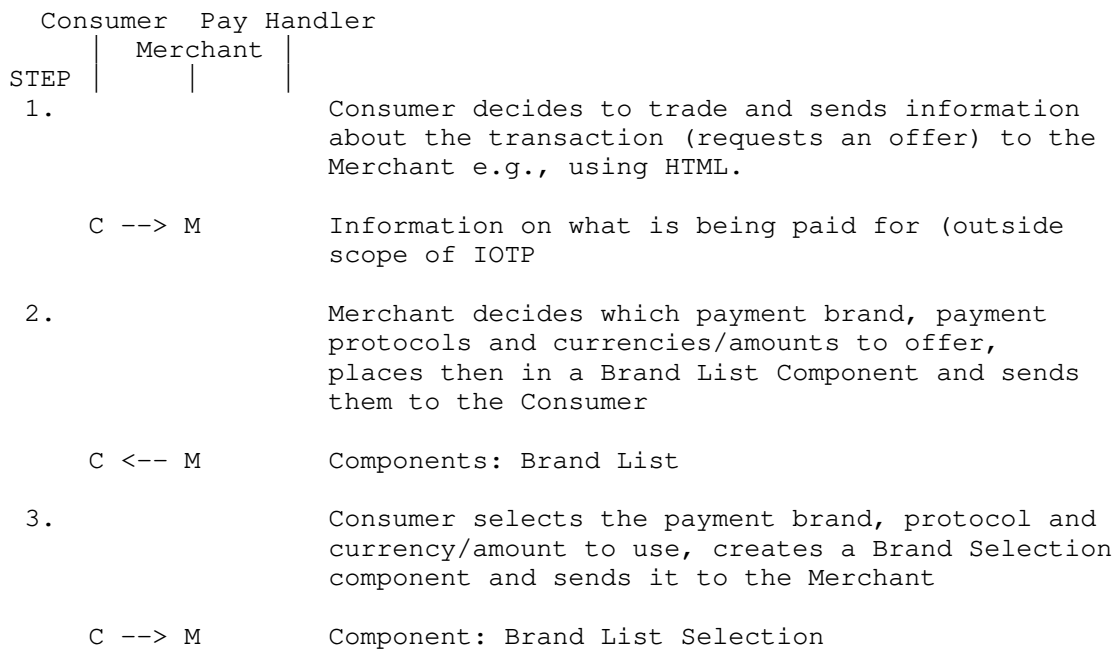 Consumer  Pay Handler
|  Merchant |
STEP |     |     |
1.                Consumer decides to trade and sends information
about the transaction (requests an offer) to the
Merchant e.g., using HTML.
C --> M       Information on what is being paid for (outside
scope of IOTP
2.                Merchant decides which payment brand, payment
protocols and currencies/amounts to offer,
places then in a Brand List Component and sends
them to the Consumer
C <-- M       Components: Brand List
3.                Consumer selects the payment brand, protocol and
currency/amount to use, creates a Brand Selection
component and sends it to the Merchant
C --> M       Component: Brand List Selection